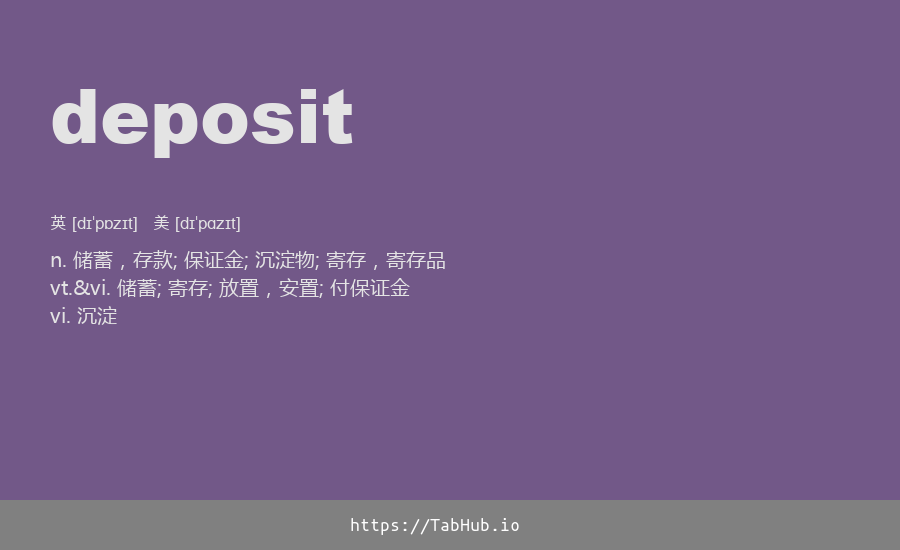 deposit
英 [dɪˈpɒzɪt] 美 [dɪˈpɑzɪt]
n. 储蓄，存款; 保证金; 沉淀物; 寄存，寄存品
vt.&vi. 储蓄; 寄存; 放置，安置; 付保证金
vi. 沉淀
https://TabHub.io